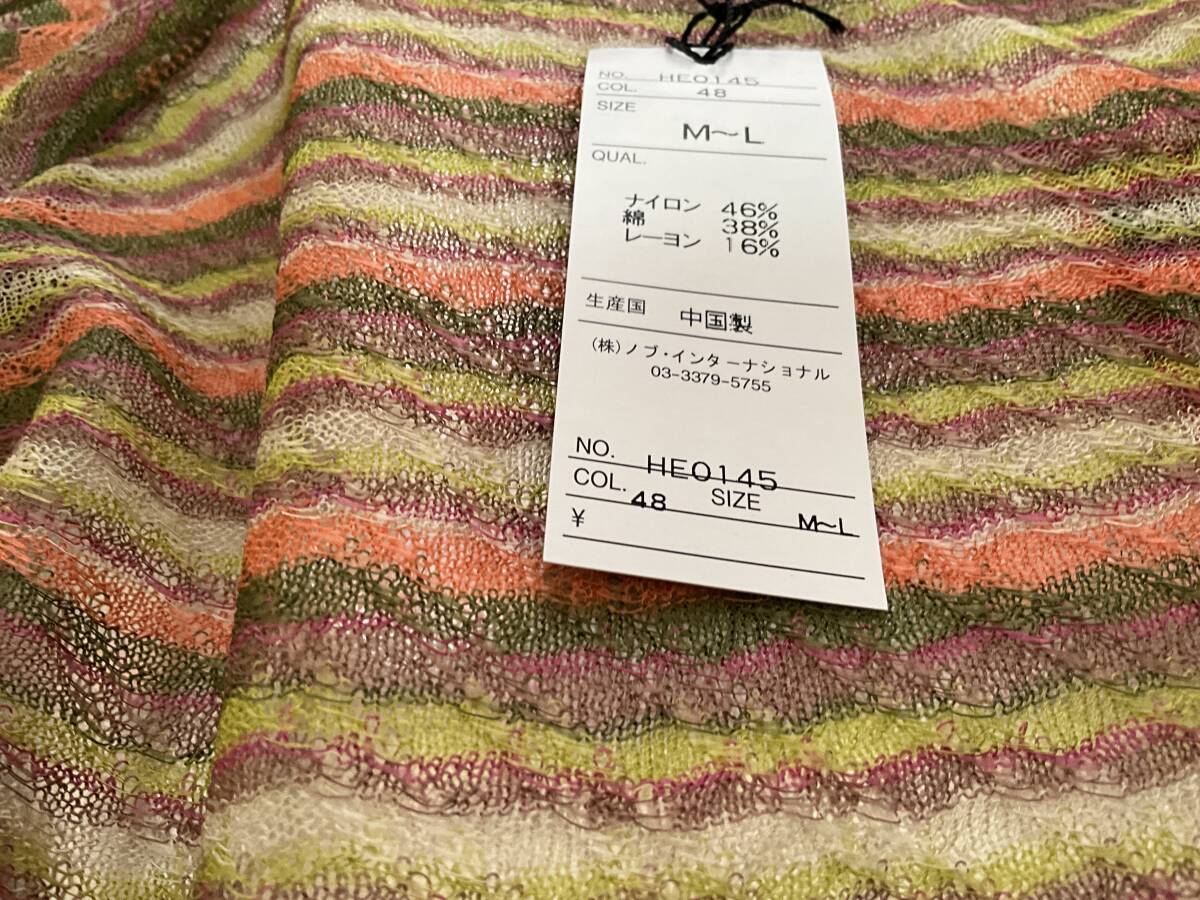 NO. HE0145
COL. 48
SIZE
M～L
QUAL.
ナイロン 46%
綿 38%
レーヨン 16%
生産国 中国製
(株)ノブ・インターナショナル
03-3379-5755
NO. HE0145
COL. 48 SIZE M～L
¥